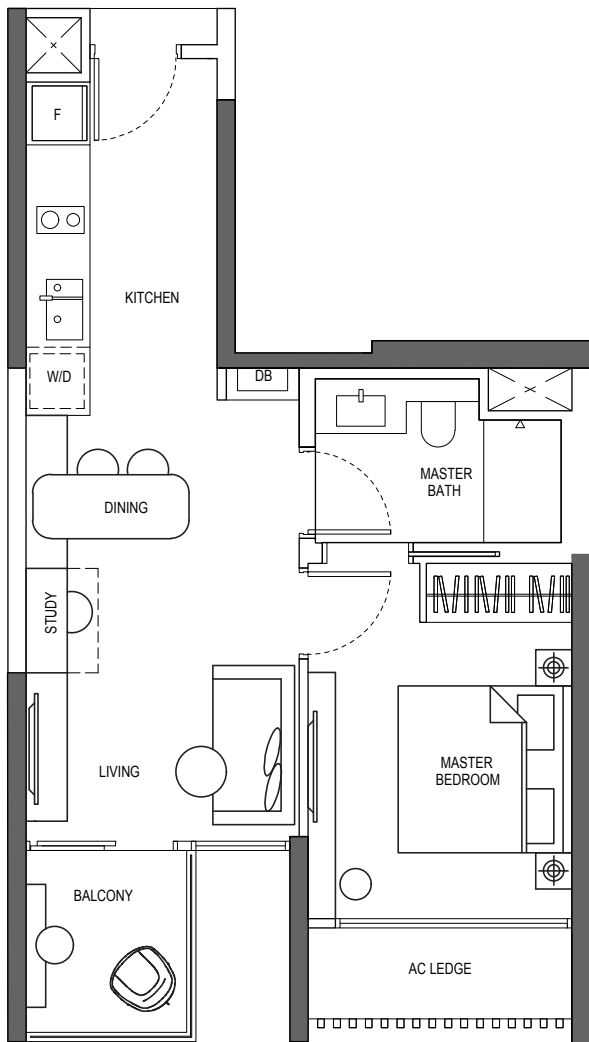 F
KITCHEN
W/D
DB
MASTER
BATH
DINING
STUDY
LIVING
MASTER
BEDROOM
BALCONY
AC LEDGE